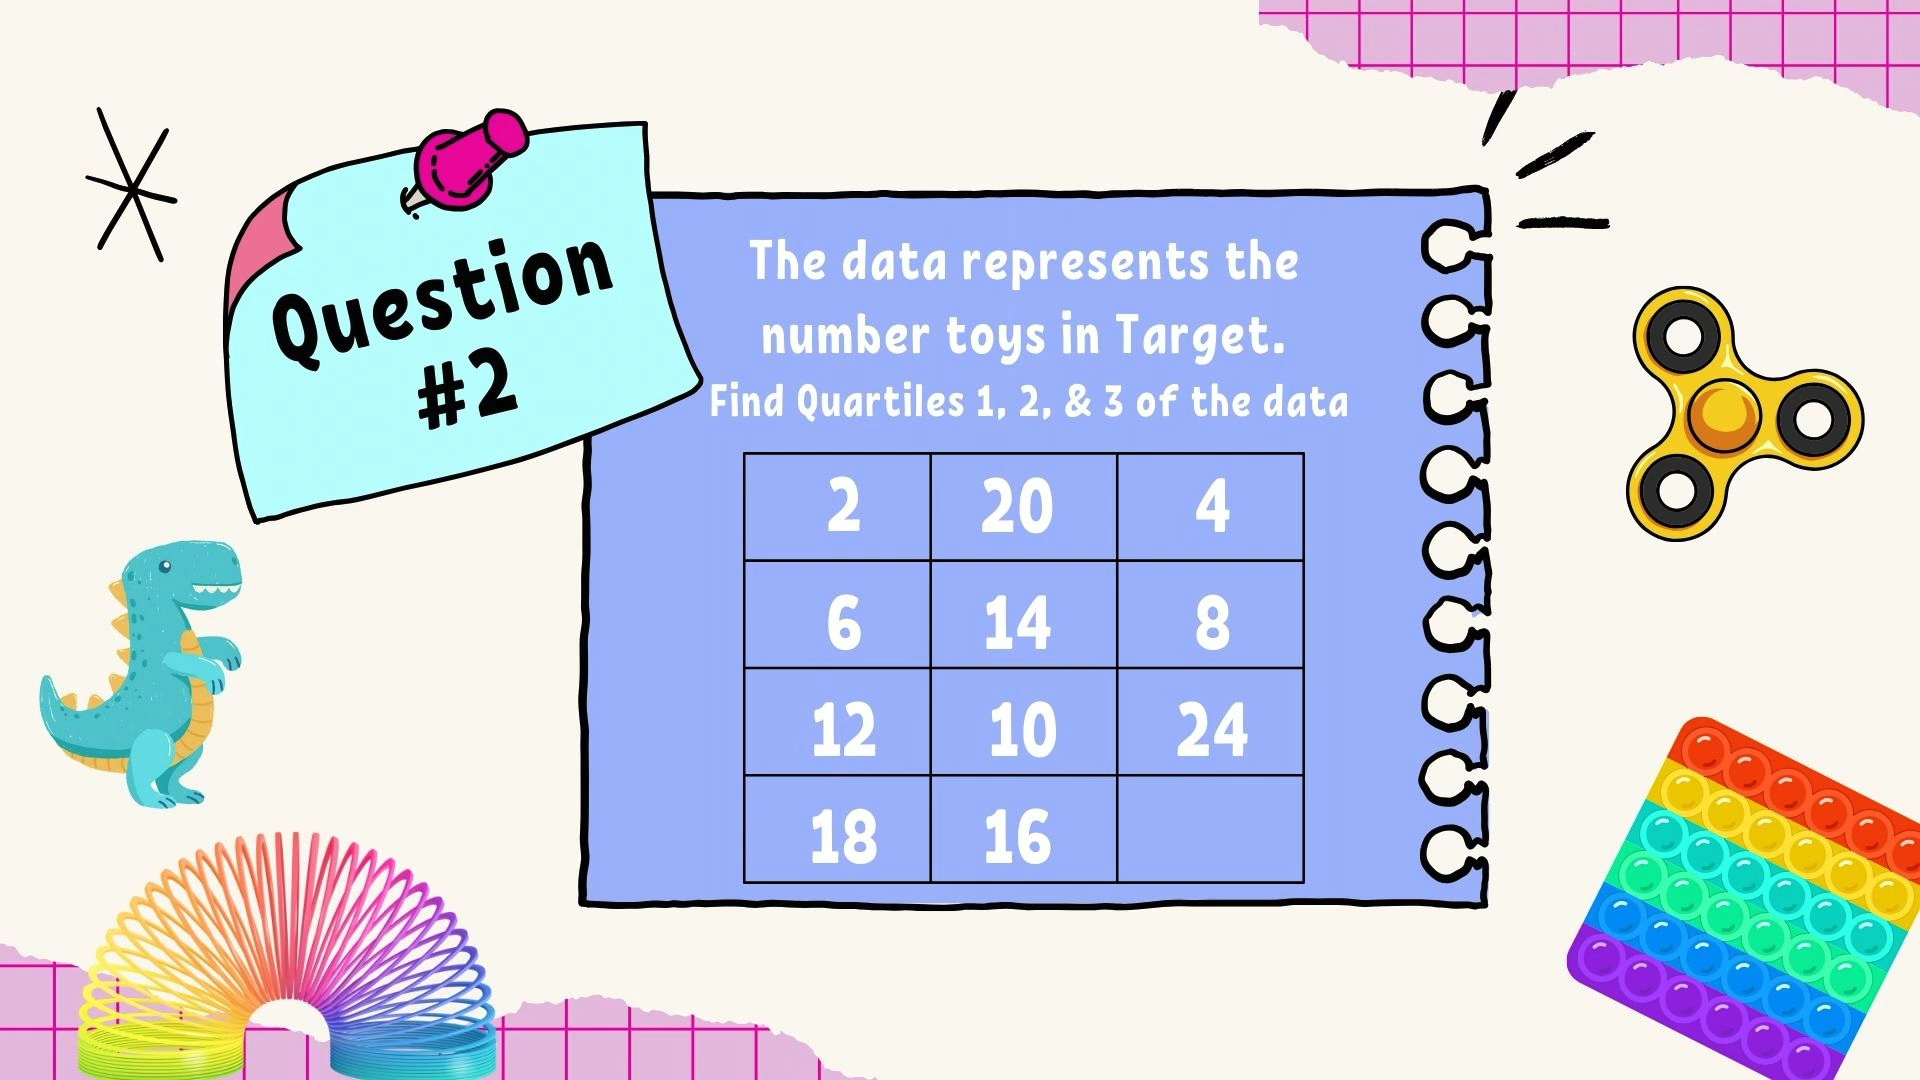 Question
#2
The data represents the
number toys in Target.
Find Quartiles 1, 2, & 3 of the data
2 20 4
6 14 8
12 10 24
18 16